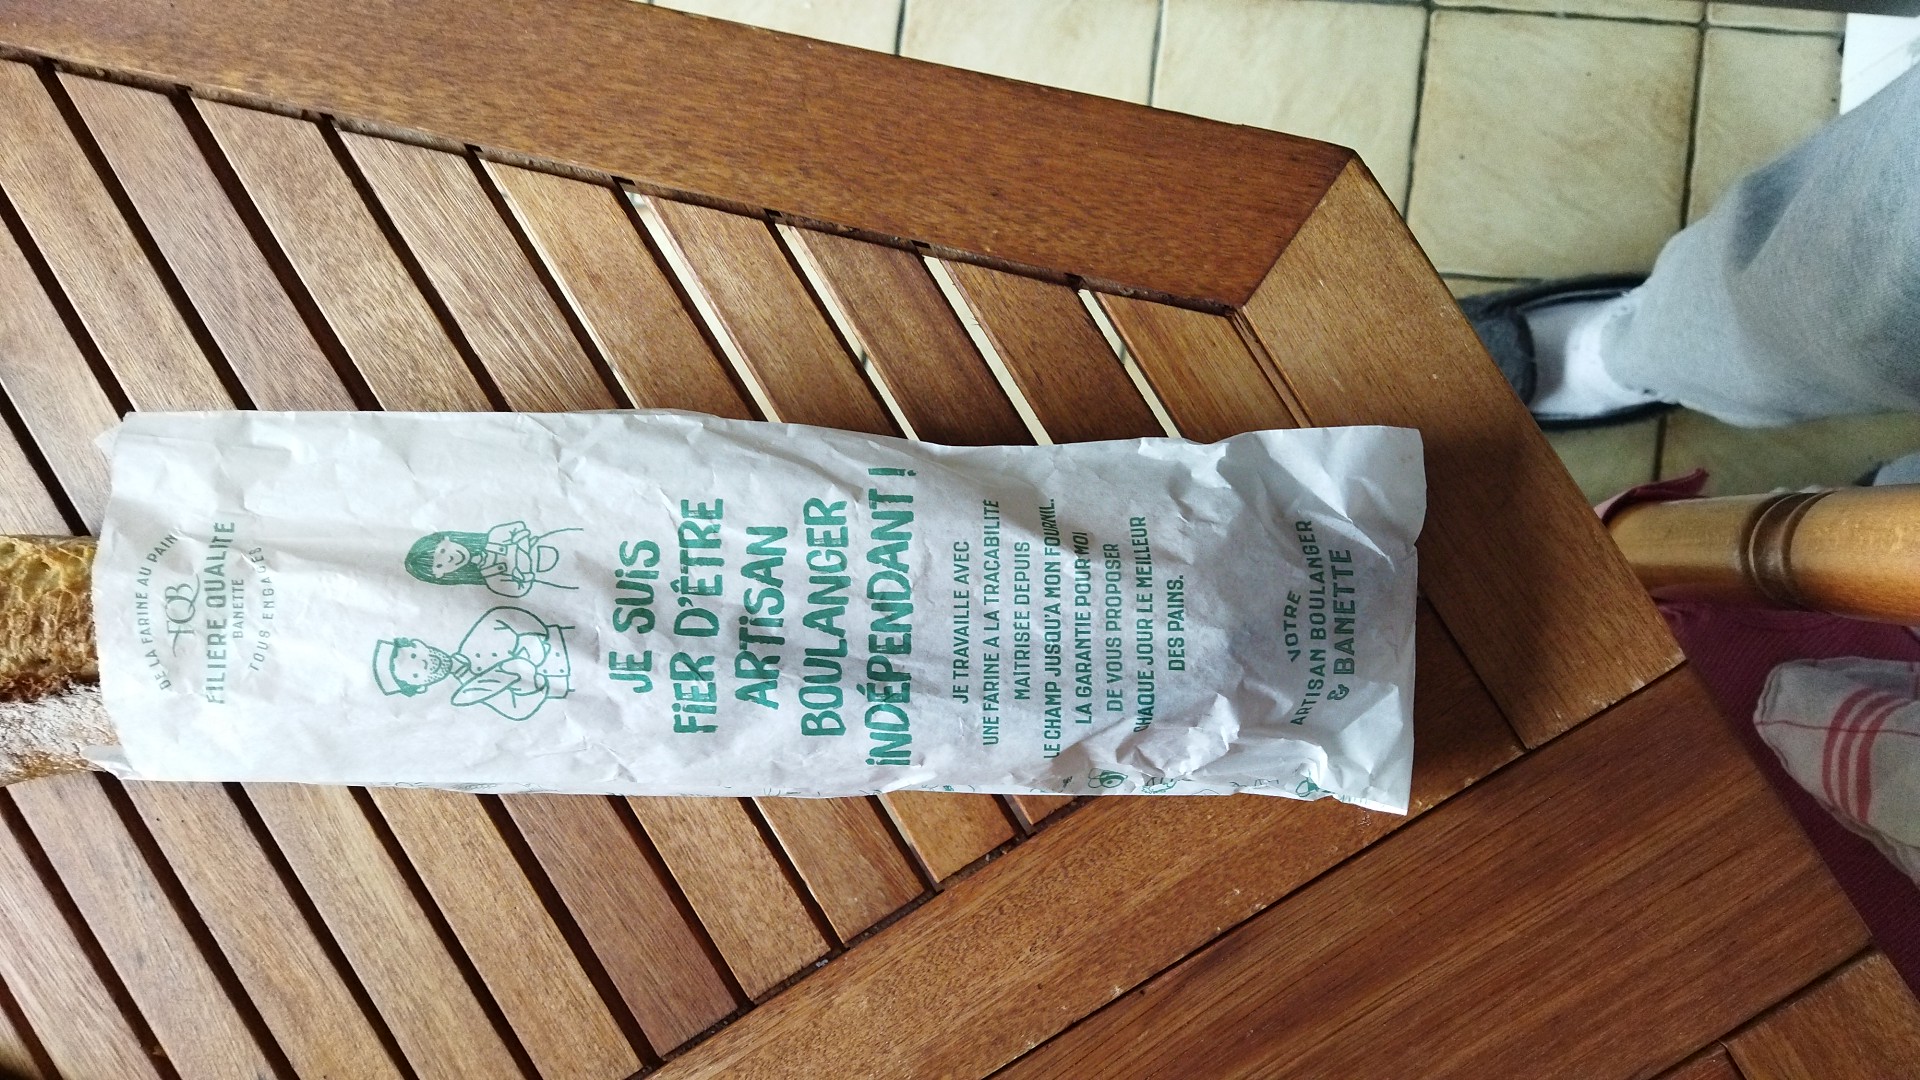 DE LA FARINE AU PAIN
FQB
FILIERE QUALITE
BANETTE
TOUS ENGAGÉS
JE SUiS
FiER D'ÊTRE
ARTiSAN
BOULANGER
iNDÉPENDANT !
JE TRAVAILLE AVEC
UNE FARINE A LA TRACABILITÉ
MAITRISEE DEPUIS
LE CHAMP JUSQU'A MON FOURNIL.
LA GARANTIE POUR MOI
DE VOUS PROPOSER
CHAQUE JOUR LE MEILLEUR
DES PAINS.
VOTRE
ARTISAN BOULANGER
& BANETTE